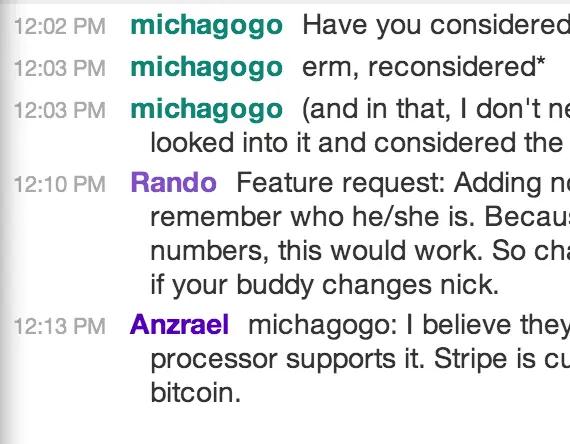 12:02 PM michagogo Have you considered
12:03 PM michagogo erm, reconsidered*
12:03 PM michagogo (and in that, I don't
looked into it and considered the
12:10 PM Rando Feature request: Adding
remember who he/she is.
numbers, this would work. So
if your buddy changes nick.
12:13 PM Anzrael michagogo: I believe they
processor supports it. Stripe is
bitcoin.